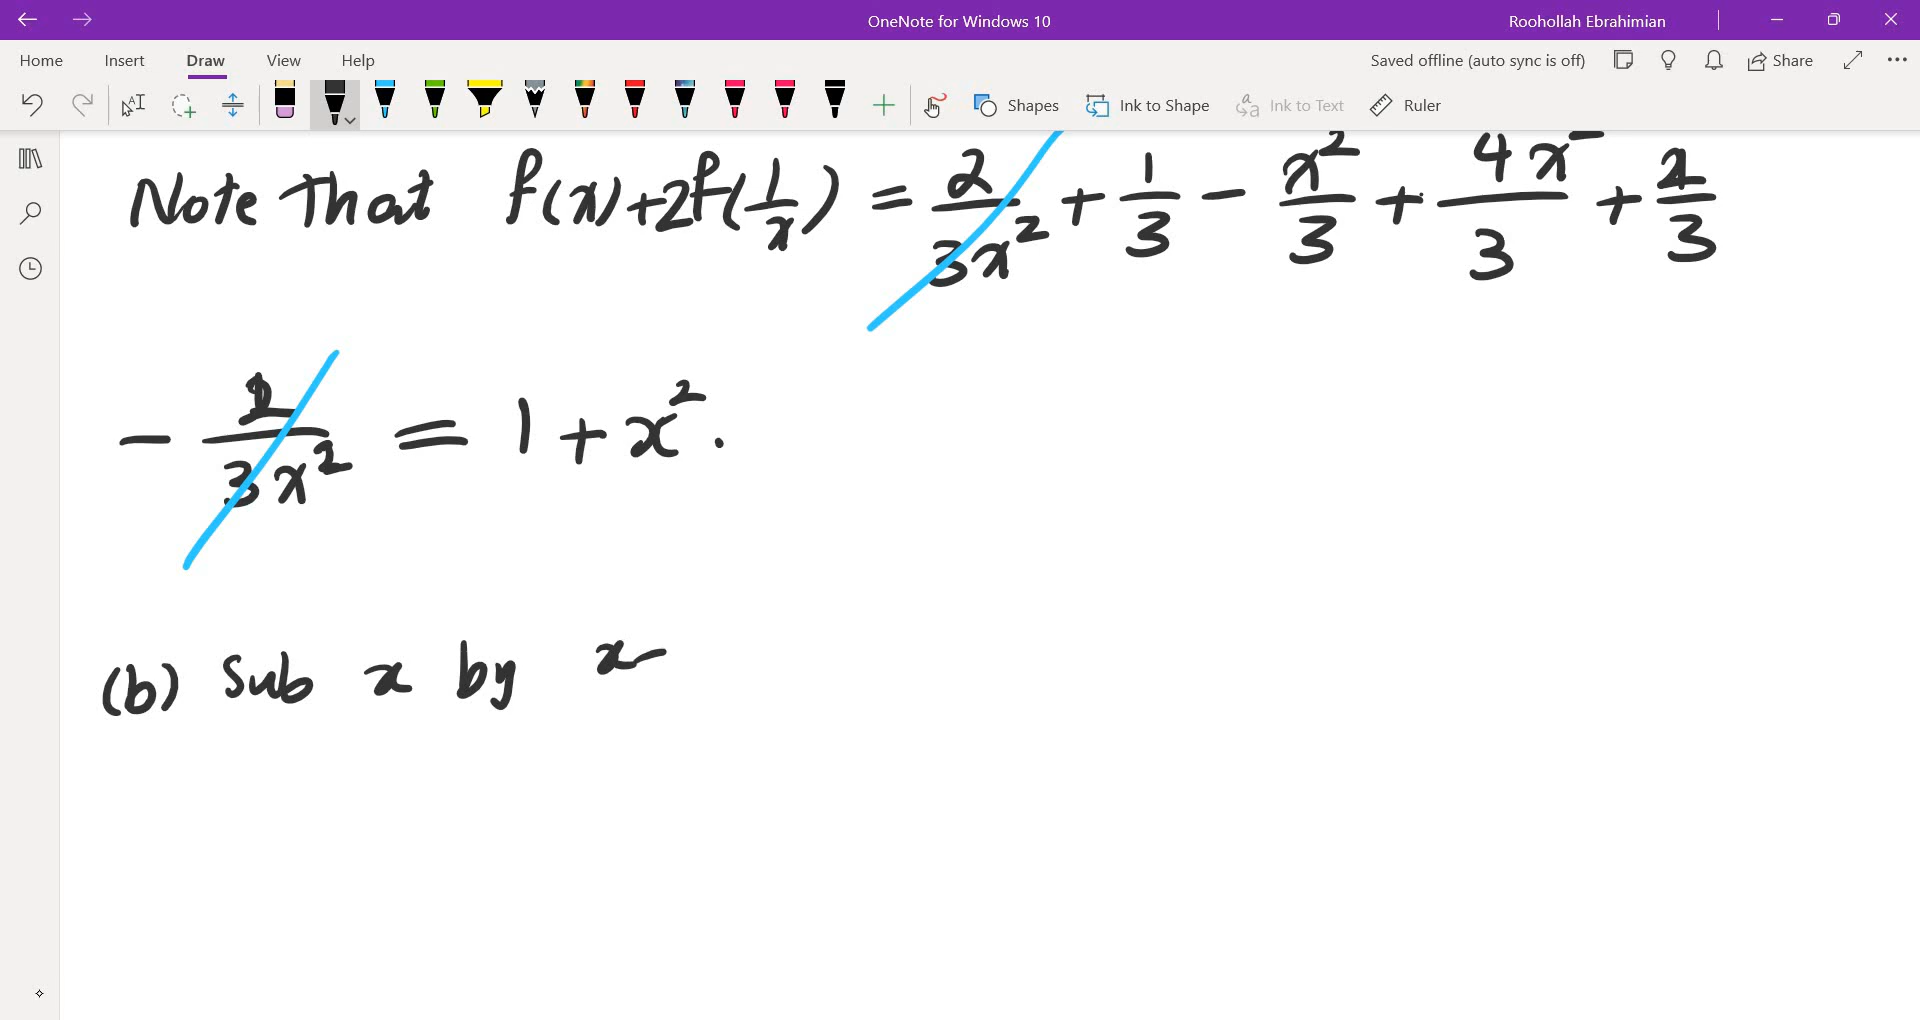 OneNote for Windows 10
Roohollah Ebrahimian
Home Insert Draw View Help
Saved offline (auto sync is off) Share
Shapes Ink to Shape Ink to Text Ruler
Note That f(x)+2f(1/x) = 2/3x² + 1/3 - x²/3 + 4x²/3 + 2/3
- 2/3x² = 1+x².
(b) Sub x by x-